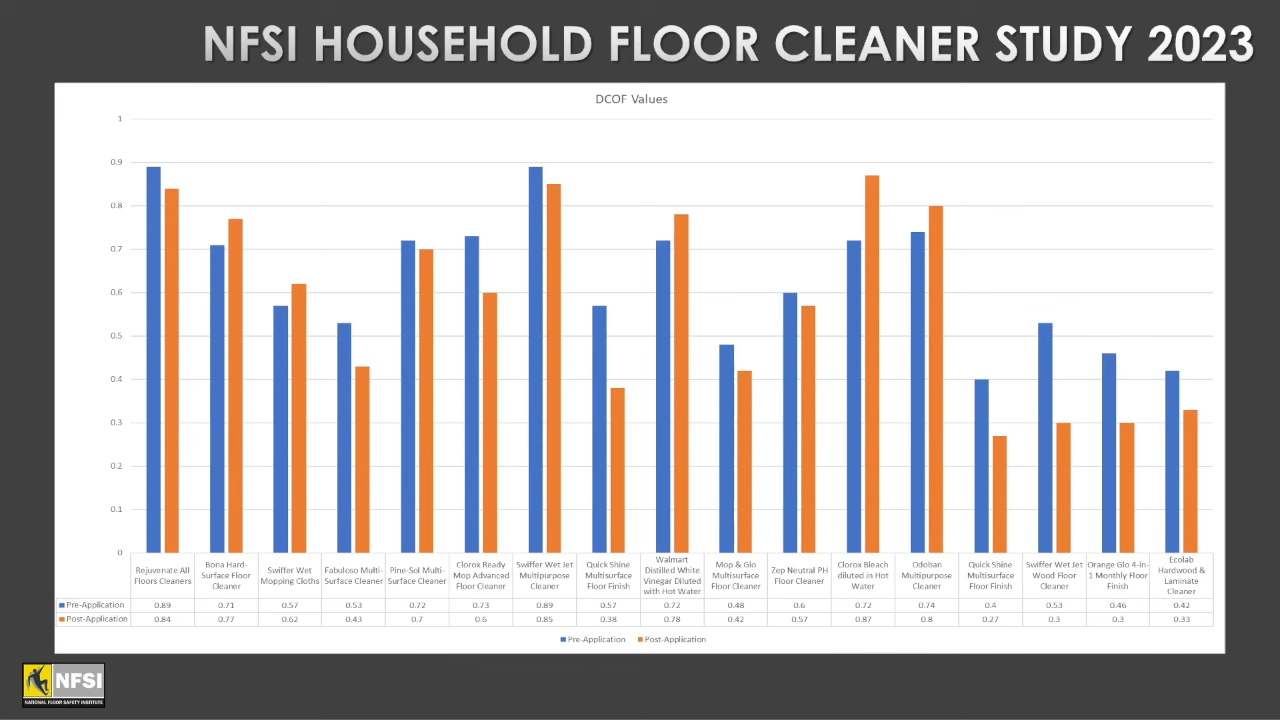 NFSI HOUSEHOLD FLOOR CLEANER STUDY 2023
DCOF Values
1
0.9
0.8
0.7
0.6
0.5
0.4
0.3
0.2
0.1
0
Rejuvenate All
Floors Cleaners
Bona Hard-
Surface Floor
Cleaner
Swiffer Wet
Mopping Cloths
Fabuloso Multi-
Surface Cleaner
Pine-Sol Multi-
Surface Cleaner
Clorox Ready
Mop Advanced
Floor Cleaner
Swiffer Wet Jet
Multipurpose
Cleaner
Quick Shine
Multisurface
Floor Finish
Walmart
Distilled White
Vinegar Diluted
with Hot Water
Mop & Glo
Multisurface
Floor Cleaner
Zep Neutral PH
Floor Cleaner
Clorox Bleach
diluted in Hot
Water
Odoban
Multipurpose
Cleaner
Quick Shine
Multisurface
Floor Finish
Swiffer Wet Jet
Wood Floor
Cleaner
Orange Glo 4-in-
1 Monthly Floor
Finish
Ecolab
Hardwood &
Laminate
Cleaner
Pre-Application 0.89 0.71 0.57 0.53 0.72 0.73 0.89 0.57 0.72 0.48 0.6 0.72 0.74 0.4 0.53 0.46 0.42
Post-Application 0.84 0.77 0.62 0.43 0.7 0.6 0.85 0.38 0.78 0.42 0.57 0.87 0.8 0.27 0.3 0.3 0.33
Pre-Application Post-Application
NFSI
NATIONAL FLOOR SAFETY INSTITUTE